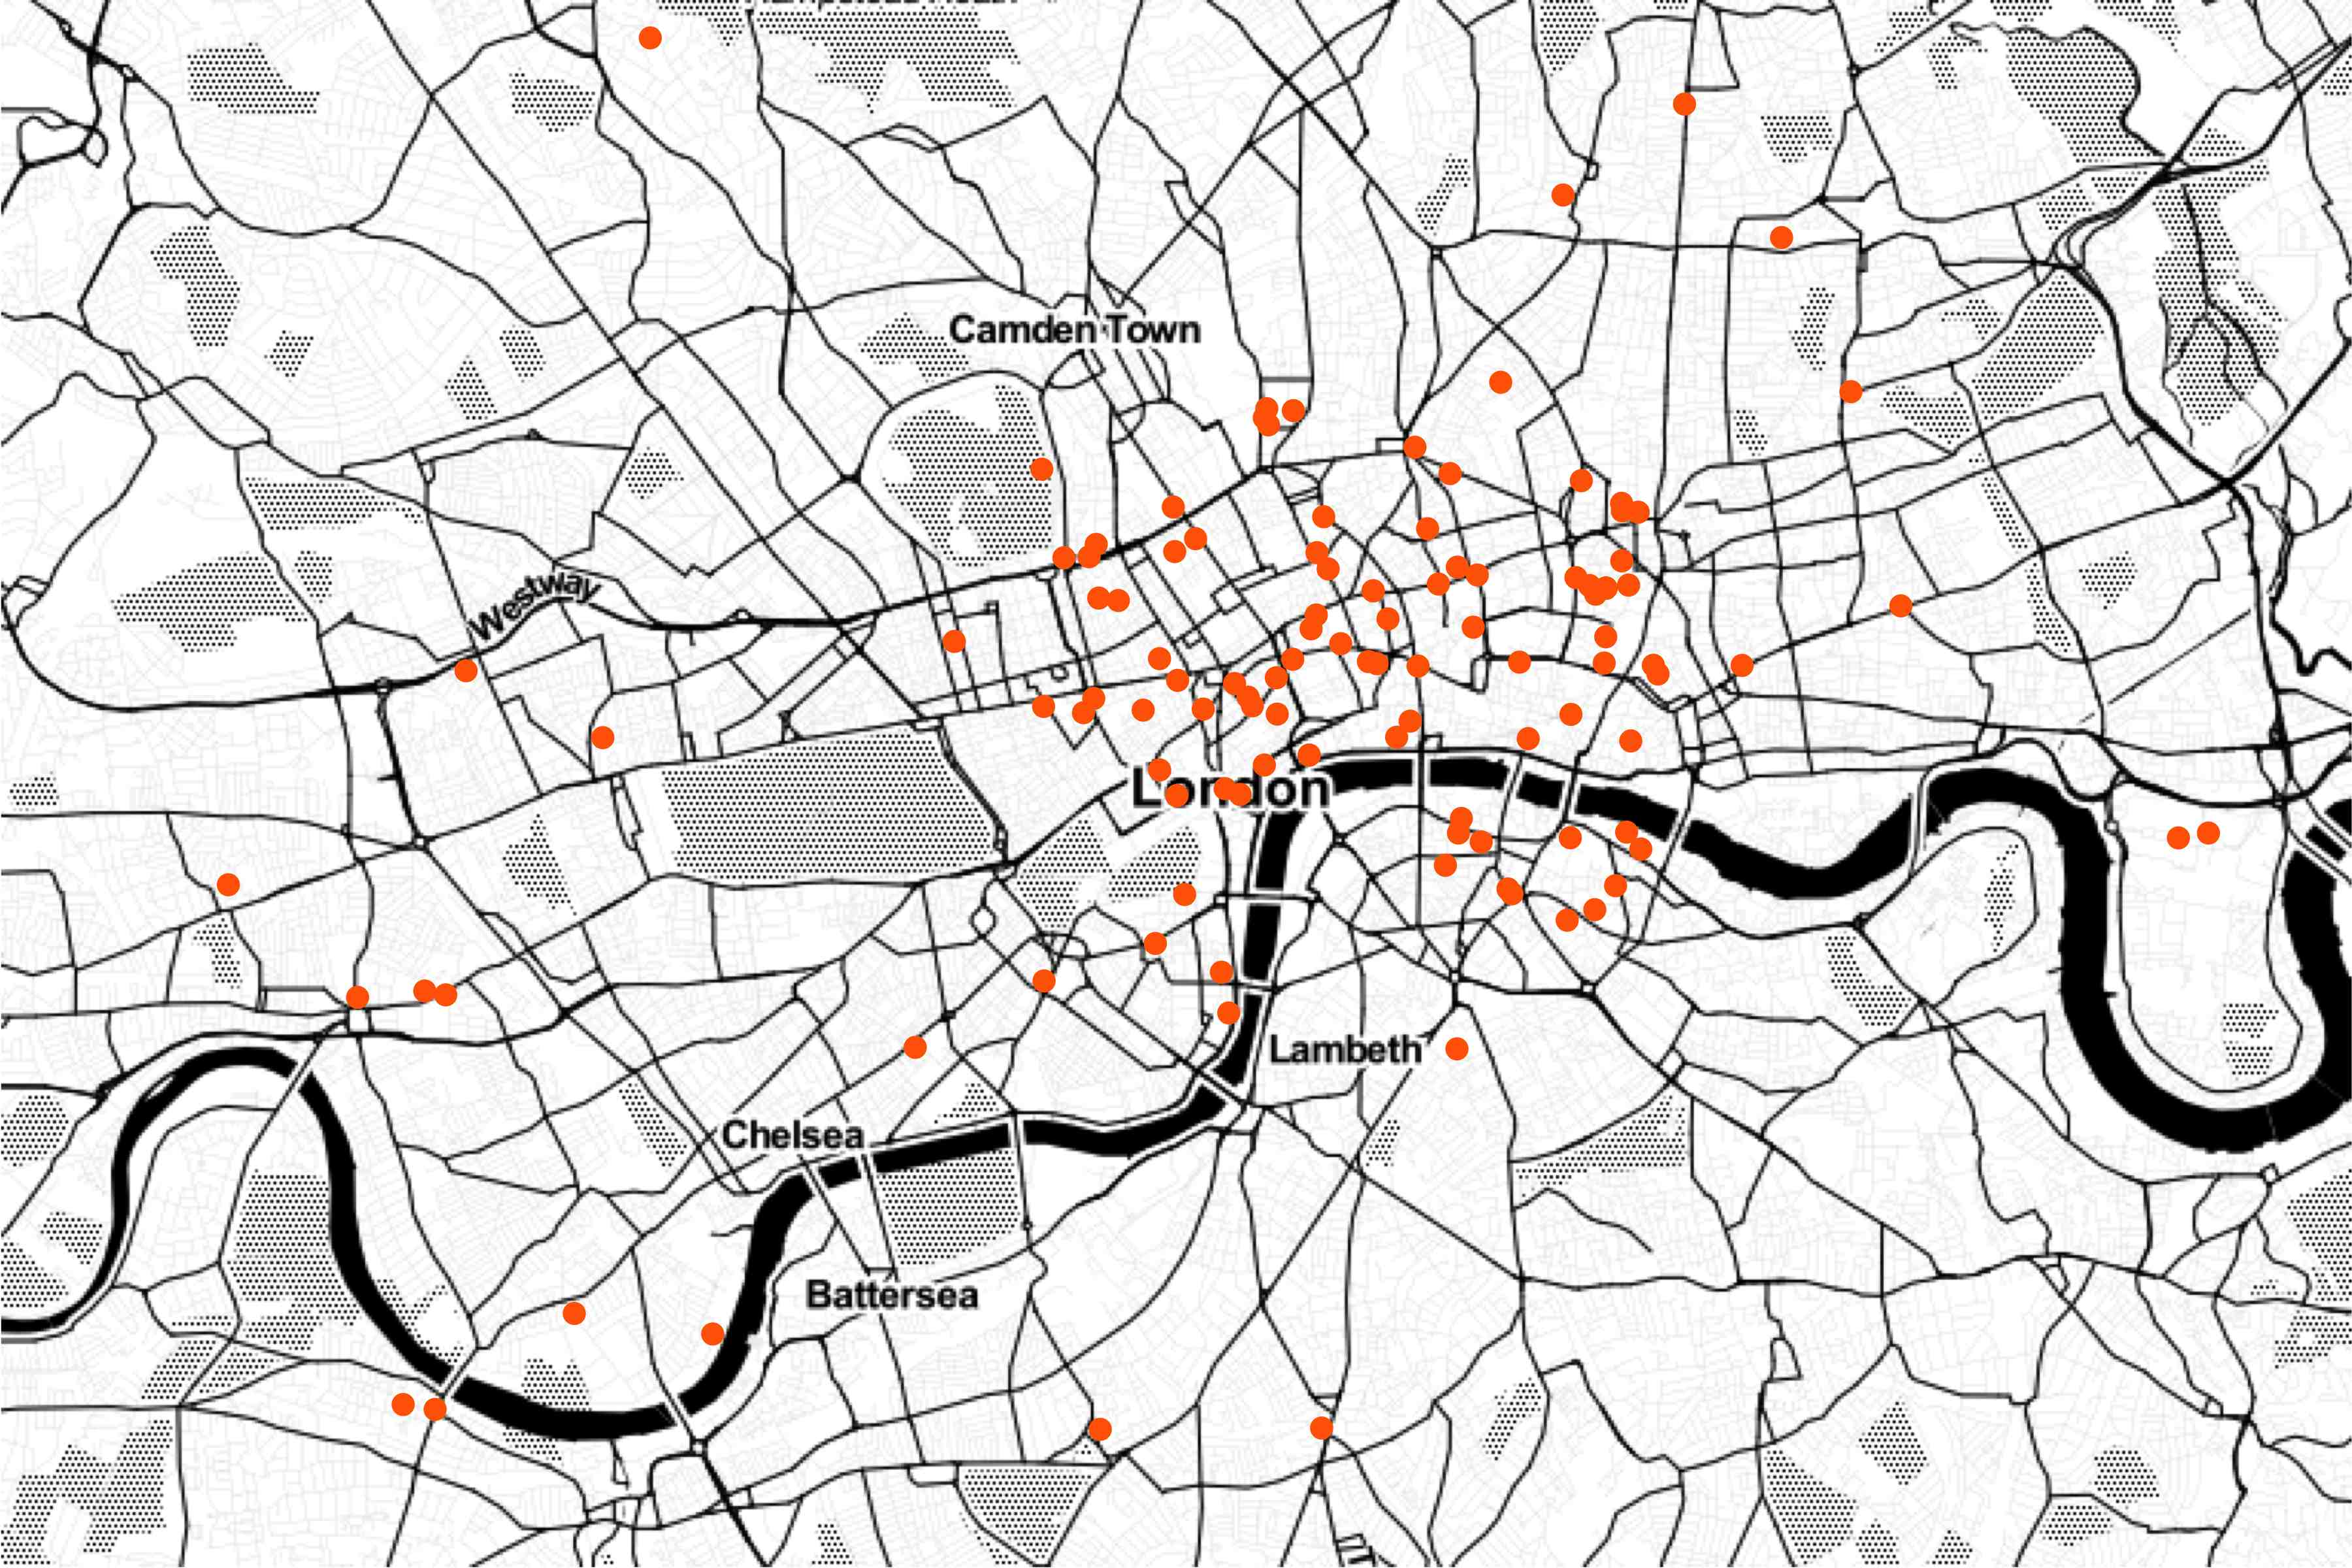 Camden Town
Westway
London
Lambeth
Chelsea
Battersea